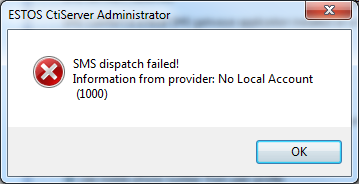 ESTOS CtiServer Administrator
SMS dispatch failed!
Information from provider: No Local Account
(1000)
OK